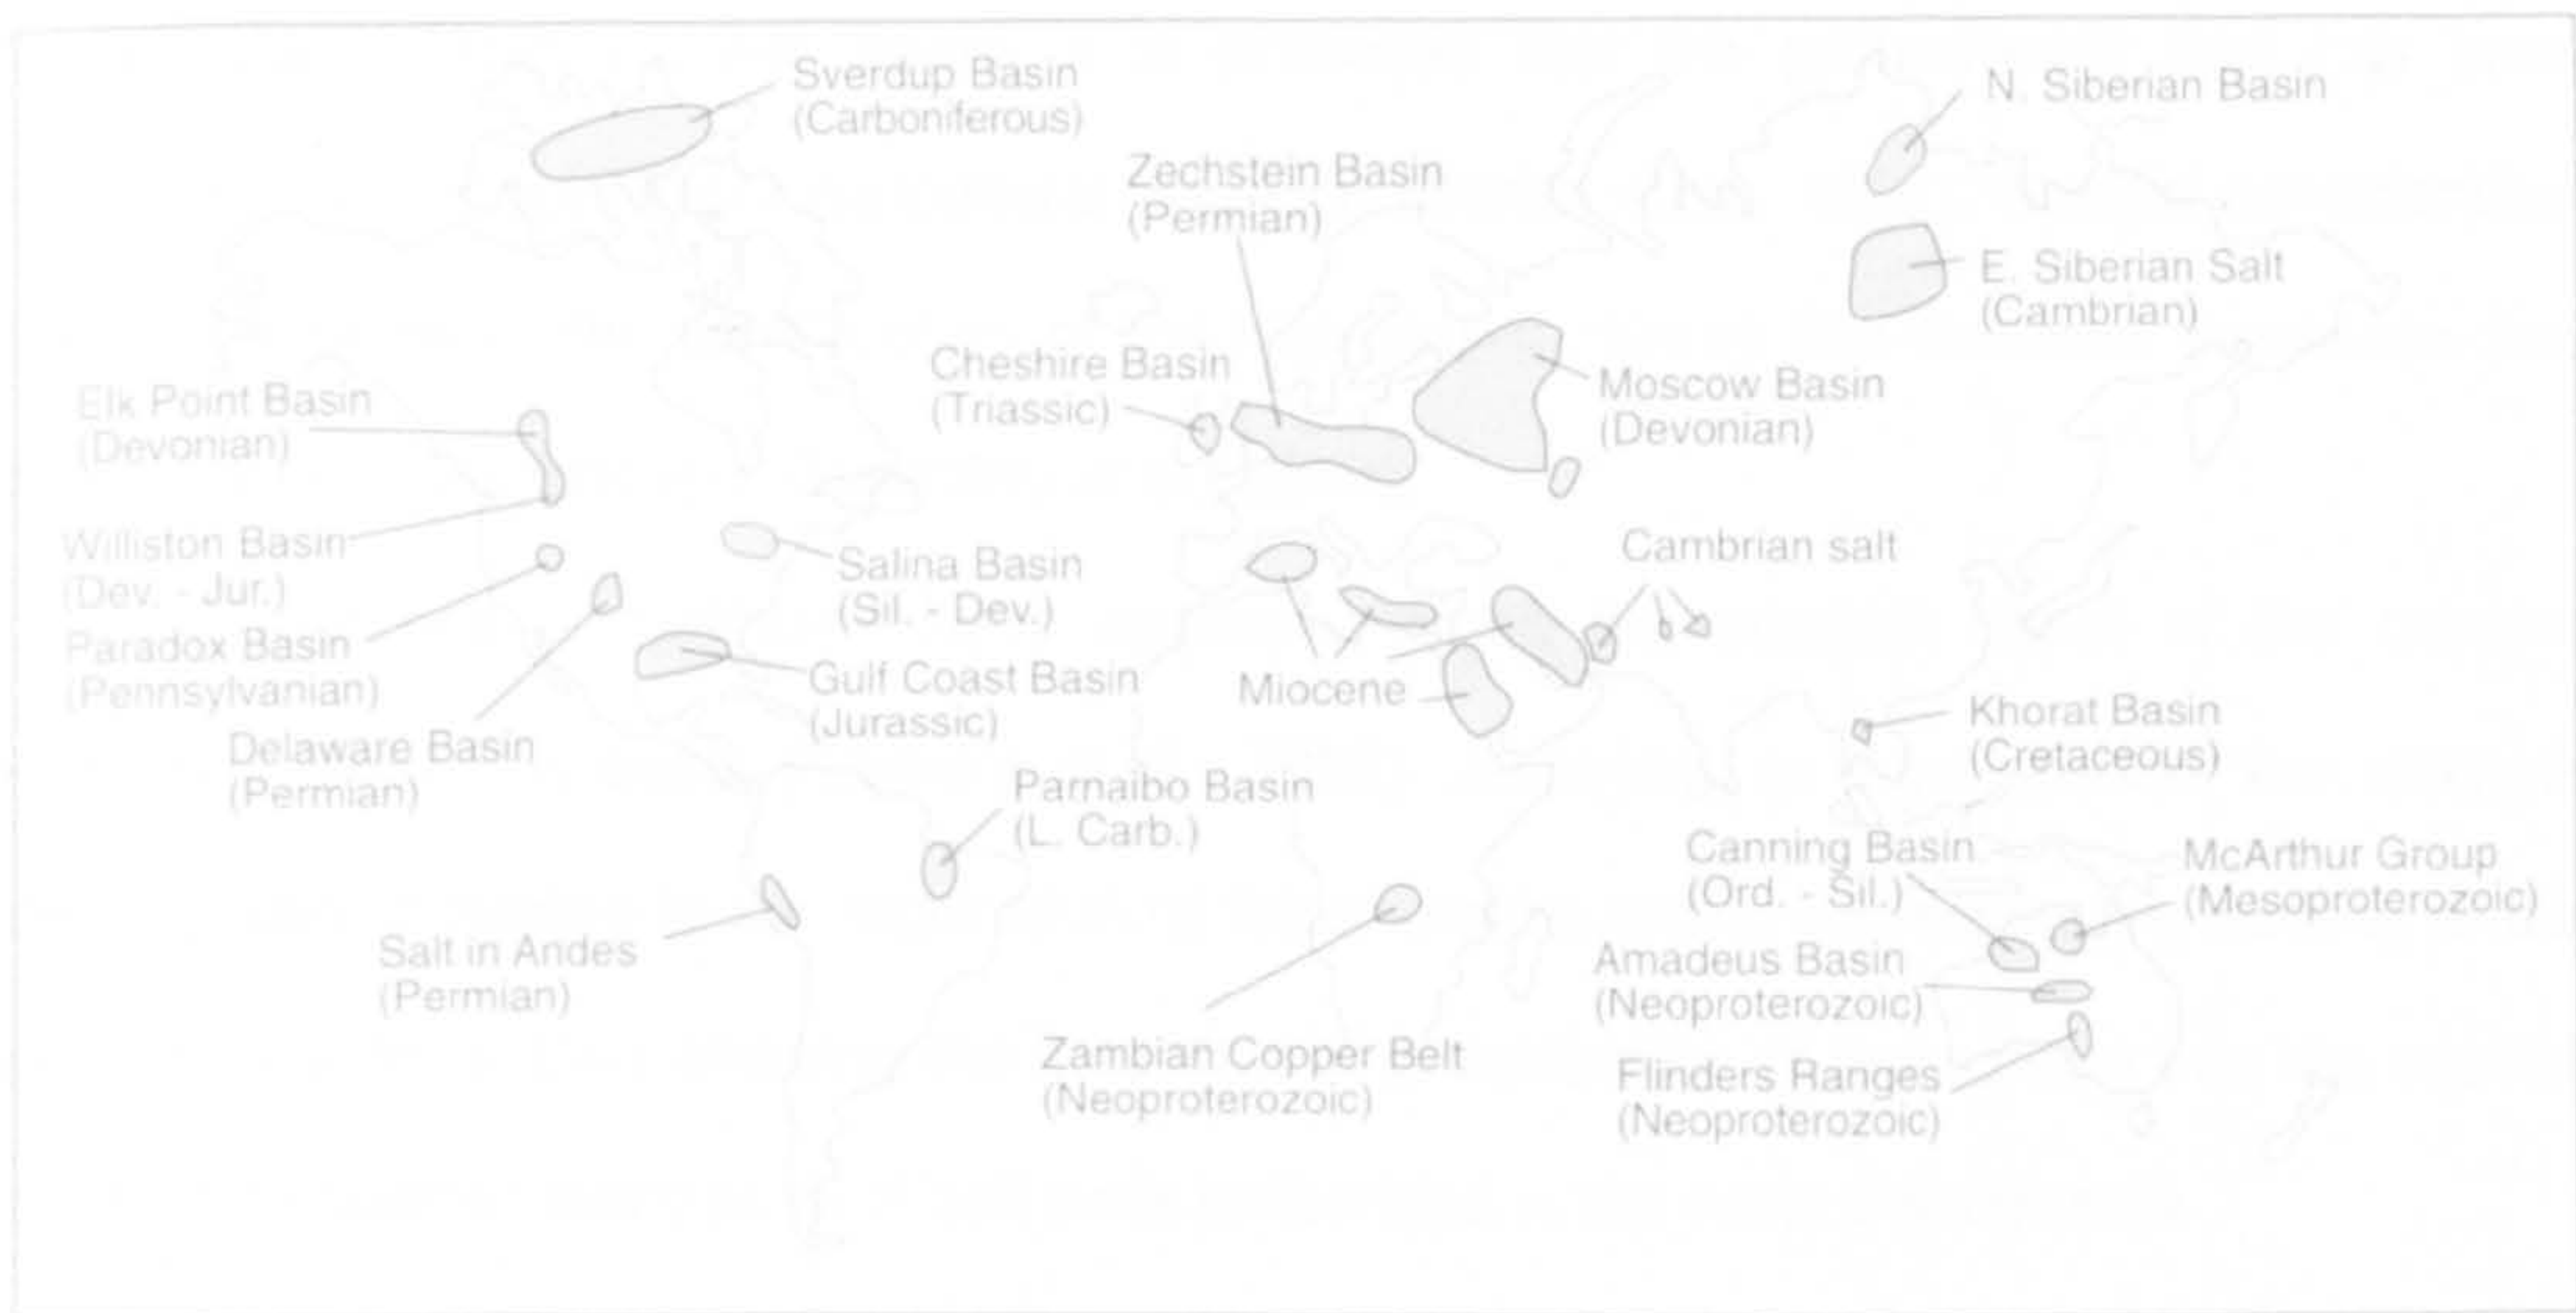 Sverdup Basin
(Carboniferous)
N. Siberian Basin
Zechstein Basin
(Permian)
E. Siberian Salt
(Cambrian)
Cheshire Basin
(Triassic)
Moscow Basin
(Devonian)
Elk Point Basin
(Devonian)
Williston Basin
(Dev. - Jur.)
Salina Basin
(Sil. - Dev.)
Cambrian salt
Paradox Basin
(Pennsylvanian)
Gulf Coast Basin
(Jurassic)
Miocene
Khorat Basin
(Cretaceous)
Delaware Basin
(Permian)
Parnaibo Basin
(L. Carb.)
Canning Basin
(Ord. - Sil.)
McArthur Group
(Mesoproterozoic)
Salt in Andes
(Permian)
Amadeus Basin
(Neoproterozoic)
Zambian Copper Belt
(Neoproterozoic)
Flinders Ranges
(Neoproterozoic)